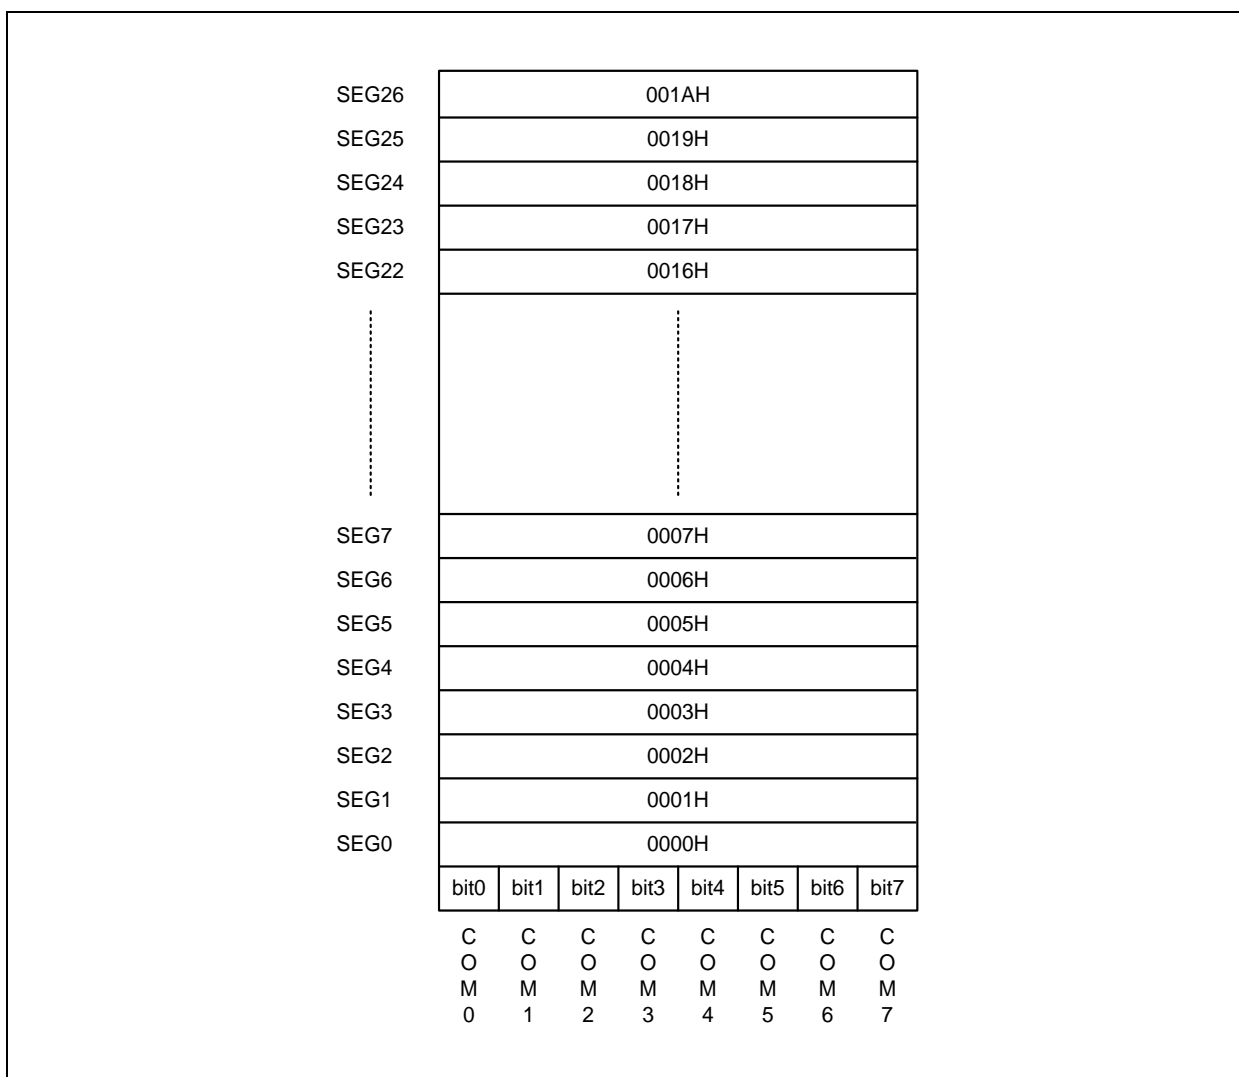 SEG26 001AH
SEG25 0019H
SEG24 0018H
SEG23 0017H
SEG22 0016H
SEG7 0007H
SEG6 0006H
SEG5 0005H
SEG4 0004H
SEG3 0003H
SEG2 0002H
SEG1 0001H
SEG0 0000H
bit0 bit1 bit2 bit3 bit4 bit5 bit6 bit7
C C C C C C C C
O O O O O O O O
M M M M M M M M
0 1 2 3 4 5 6 7